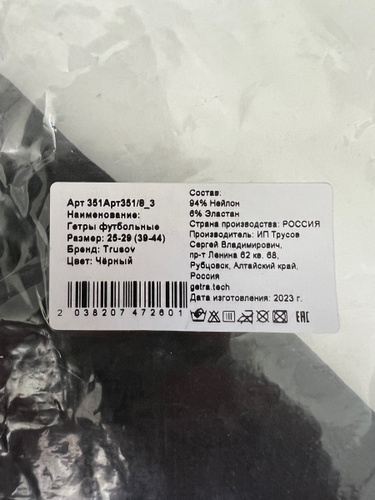 Арт 351Арт351/8_3
Наименование:
Гетры футбольные
Размер: 25-29 (39-44)
Бренд: Trusov
Цвет: Чёрный
2 038207 472601
Состав:
94% Нейлон
6% Эластан
Страна производства: РОССИЯ
Производитель: ИП Трусов
Сергей Владимирович,
пр-т Ленина 62 кв. 68,
Рубцовск, Алтайский край,
Россия
getra.tech
Дата изготовления: 2023 г.
EAC